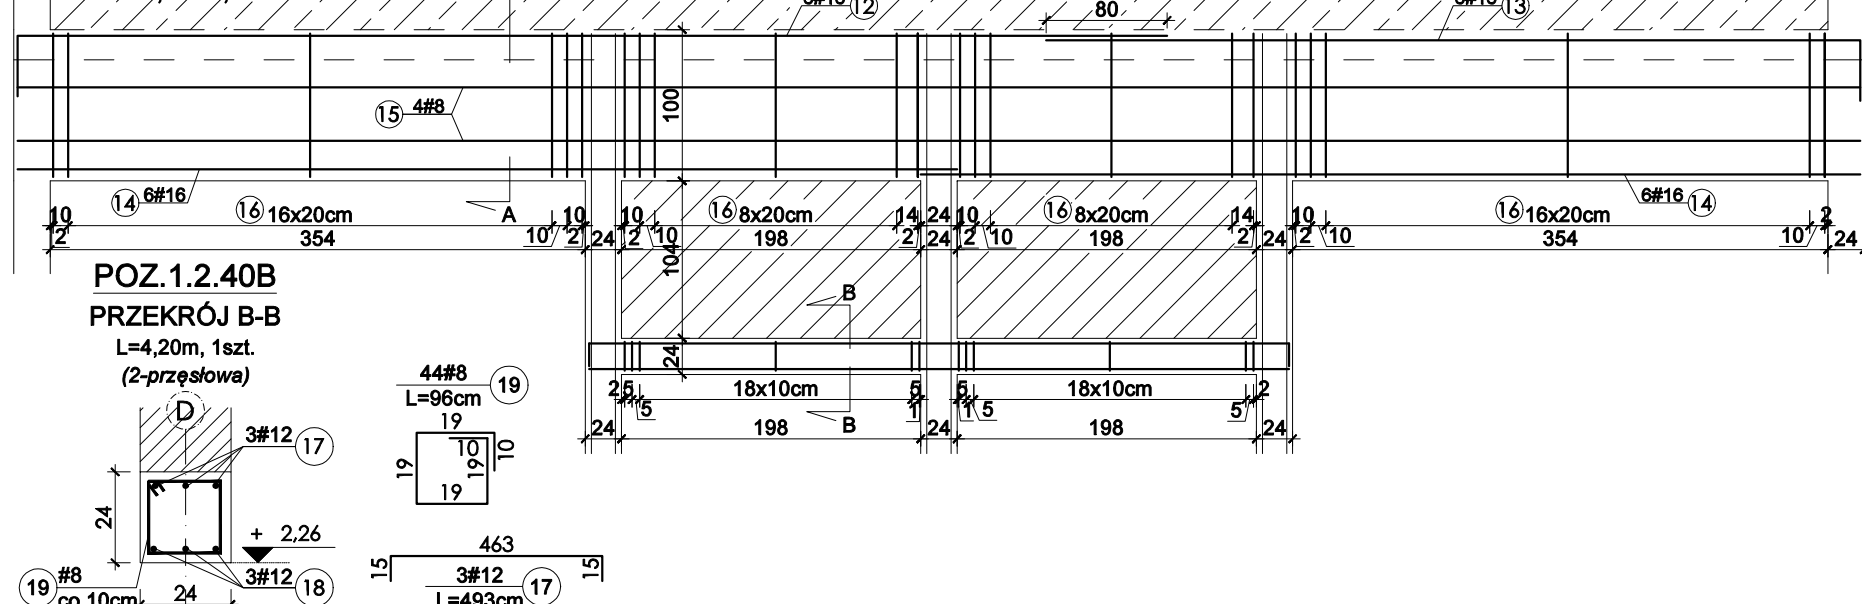 6#16 12
80
6#16 13
15 4#8
100
14 6#16
A
6#16 14
10 16 16x20cm 10 10 16 8x20cm 14 24 10 16 8x20cm 14 10 16 16x20cm 2
2 354 10 2 24 2 10 198 2 24 2 10 198 2 24 2 10 354 10 24
104
POZ.1.2.40B
PRZEKRÓJ B-B
L=4,20m, 1szt.
(2-przęsłowa)
B
24
44#8 19
L=96cm
2 5 18x10cm 5 5 18x10cm 2
5 1 1 5 5
B
24 198 24 198 24
D
3#12 17
19
10 10
19 19
19
24
+ 2,26
463
15 15
3#12 17
L=493cm
19 #8
co 10cm
3#12 18
24